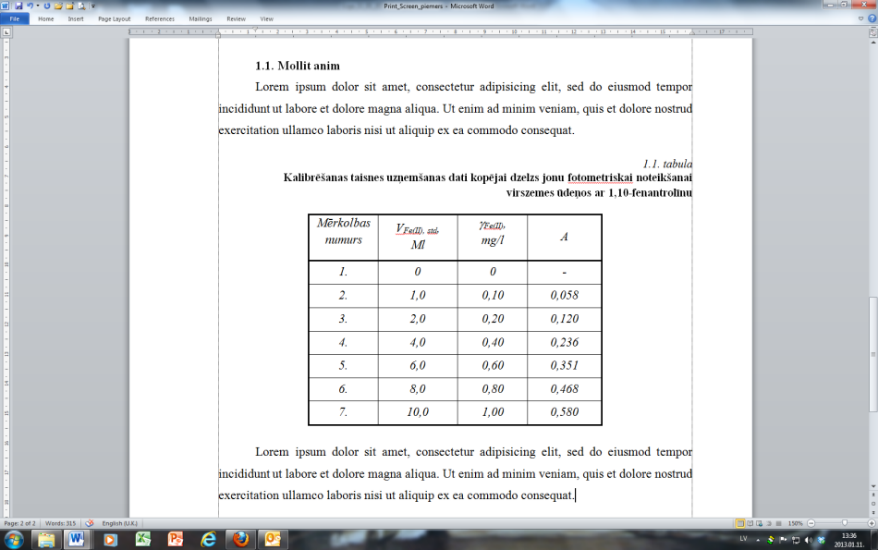 Print_Screen_piemers - Microsoft Word
File Home Insert Page Layout References Mailings Review View
1.1. Mollit anim
Lorem ipsum dolor sit amet, consectetur adipisicing elit, sed do eiusmod tempor
incididunt ut labore et dolore magna aliqua. Ut enim ad minim veniam, quis et dolore nostrud
exercitation ullamco laboris nisi ut aliquip ex ea commodo consequat.
1.1. tabula
Kalibrēšanas taisnes uzņemšanas dati kopējai dzelzs jonu fotometriskai noteikšanai
virszemes ūdeņos ar 1,10-fenantrolīnu
Mērkolbas numurs VFe(II), std, Ml γFe(II), mg/l A
1. 0 0 -
2. 1,0 0,10 0,058
3. 2,0 0,20 0,120
4. 4,0 0,40 0,236
5. 6,0 0,60 0,351
6. 8,0 0,80 0,468
7. 10,0 1,00 0,580
Lorem ipsum dolor sit amet, consectetur adipisicing elit, sed do eiusmod tempor
incididunt ut labore et dolore magna aliqua. Ut enim ad minim veniam, quis et dolore nostrud
exercitation ullamco laboris nisi ut aliquip ex ea commodo consequat.
Page: 2 of 2 Words: 315 English (U.K.) 150%
LV 13:36
2013.01.11.